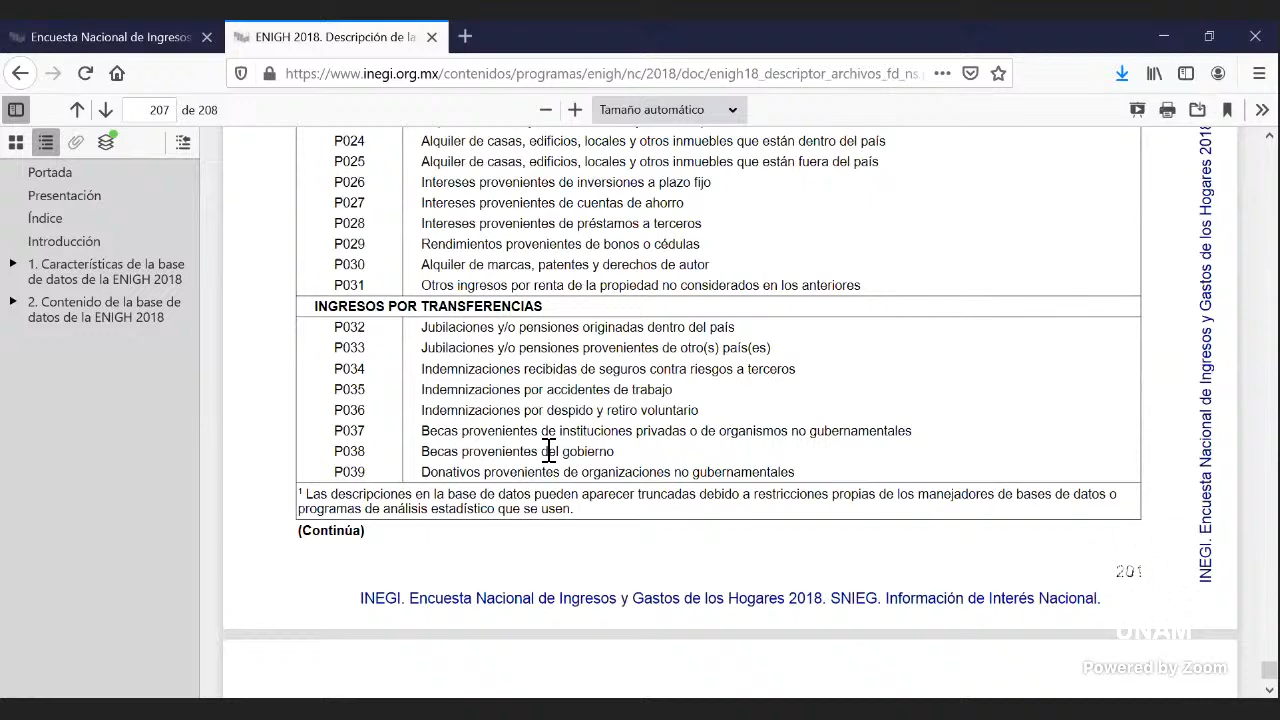 Encuesta Nacional de Ingresos
ENIGH 2018. Descripción de la
https://www.inegi.org.mx/contenidos/programas/enigh/nc/2018/doc/enigh18_descriptor_archivos_fd_ns
207 de 208
Tamaño automático
Portada
Presentación
Índice
Introducción
1. Características de la base
de datos de la ENIGH 2018
2. Contenido de la base de
datos de la ENIGH 2018
P024 Alquiler de casas, edificios, locales y otros inmuebles que están dentro del país
P025 Alquiler de casas, edificios, locales y otros inmuebles que están fuera del país
P026 Intereses provenientes de inversiones a plazo fijo
P027 Intereses provenientes de cuentas de ahorro
P028 Intereses provenientes de préstamos a terceros
P029 Rendimientos provenientes de bonos o cédulas
P030 Alquiler de marcas, patentes y derechos de autor
P031 Otros ingresos por renta de la propiedad no considerados en los anteriores
INGRESOS POR TRANSFERENCIAS
P032 Jubilaciones y/o pensiones originadas dentro del país
P033 Jubilaciones y/o pensiones provenientes de otro(s) país(es)
P034 Indemnizaciones recibidas de seguros contra riesgos a terceros
P035 Indemnizaciones por accidentes de trabajo
P036 Indemnizaciones por despido y retiro voluntario
P037 Becas provenientes de instituciones privadas o de organismos no gubernamentales
P038 Becas provenientes del gobierno
P039 Donativos provenientes de organizaciones no gubernamentales
1 Las descripciones en la base de datos pueden aparecer truncadas debido a restricciones propias de los manejadores de bases de datos o
programas de análisis estadístico que se usen.
(Continúa)
201
INEGI. Encuesta Nacional de Ingresos y Gastos de los Hogares 2018. SNIEG. Información de Interés Nacional.
INEGI. Encuesta Nacional de Ingresos y Gastos de los Hogares 2018
UNAM
Powered by Zoom